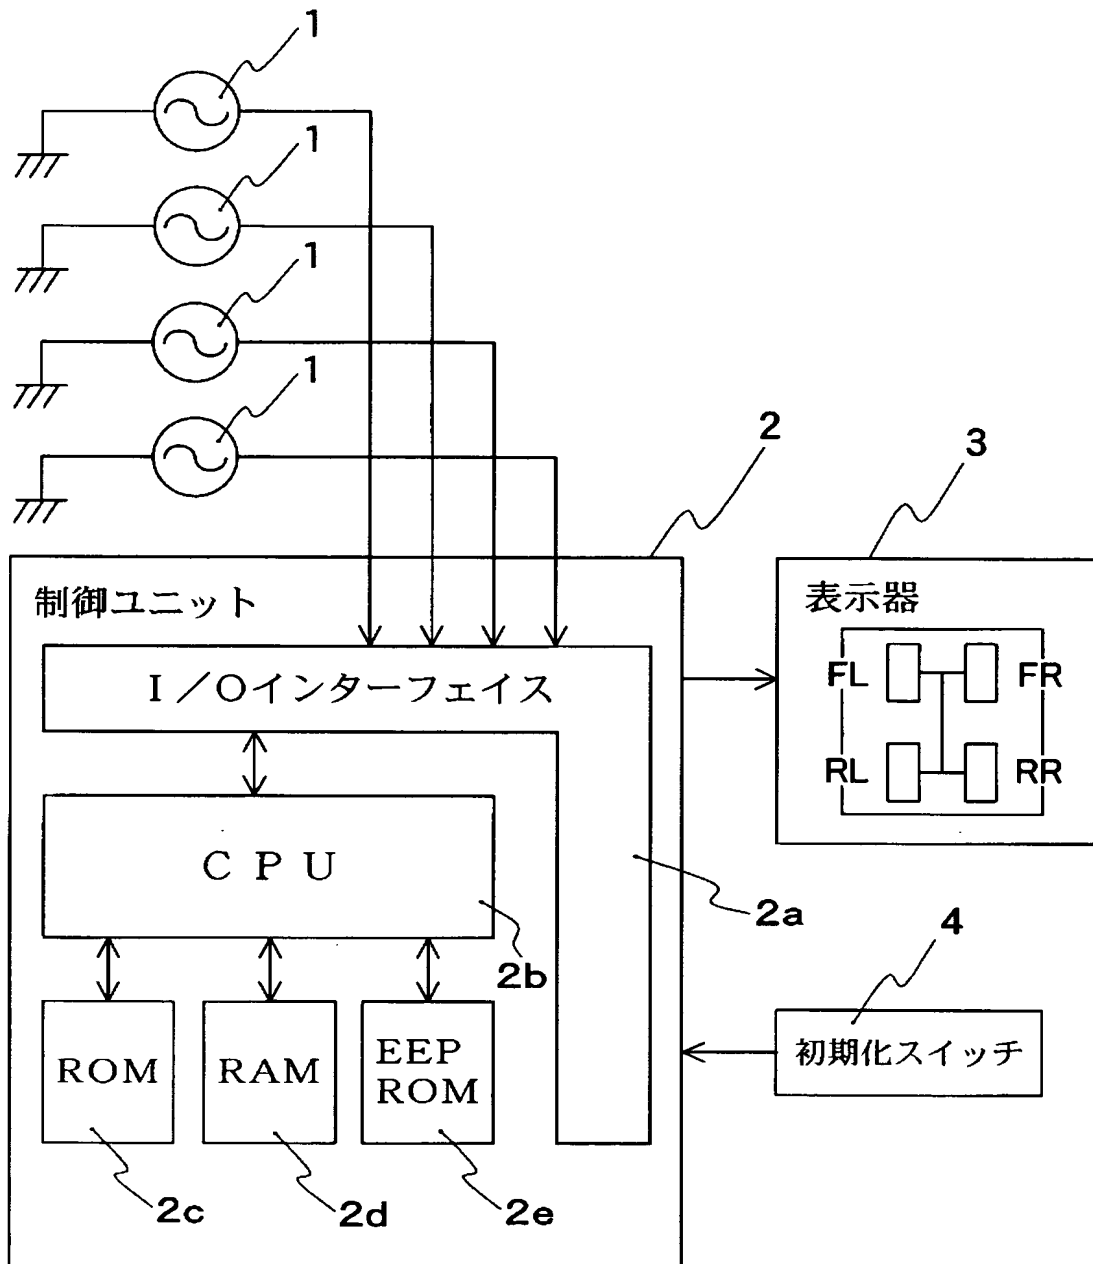 1
1
1
1
2
3
制御ユニット
表示器
I/Oインターフェイス
FL
FR
RL
RR
CPU
2a
2b
4
初期化スイッチ
ROM
RAM
EEP
ROM
2c
2d
2e